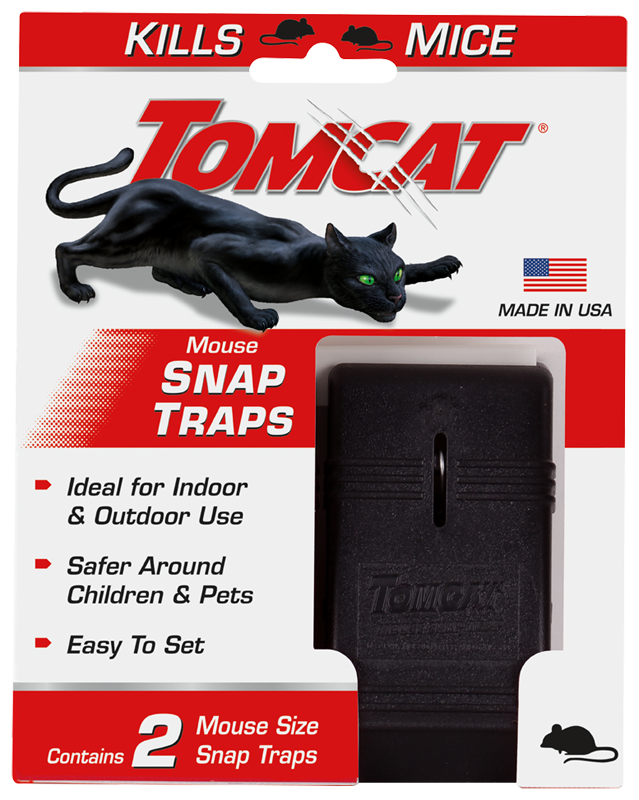 KILLS MICE
TOMCAT®
MADE IN USA
Mouse
SNAP
TRAPS
Ideal for Indoor
& Outdoor Use
Safer Around
Children & Pets
Easy To Set
TOMCAT
Contains 2 Mouse Size
Snap Traps